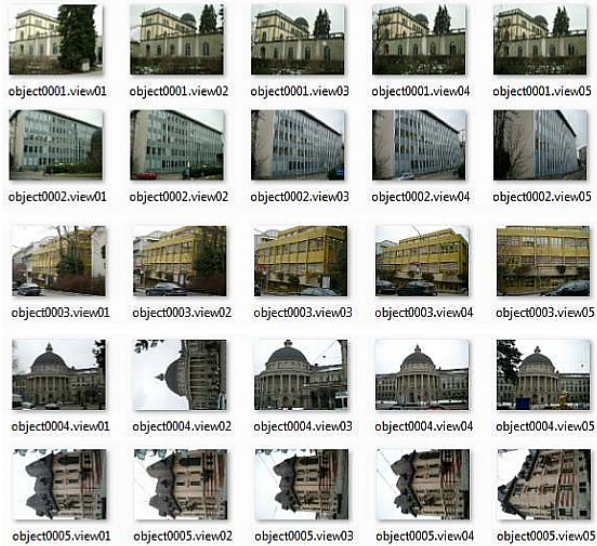 object0001.view01 object0001.view02 object0001.view03 object0001.view04 object0001.view05
object0002.view01 object0002.view02 object0002.view03 object0002.view04 object0002.view05
object0003.view01 object0003.view02 object0003.view03 object0003.view04 object0003.view05
object0004.view01 object0004.view02 object0004.view03 object0004.view04 object0004.view05
object0005.view01 object0005.view02 object0005.view03 object0005.view04 object0005.view05